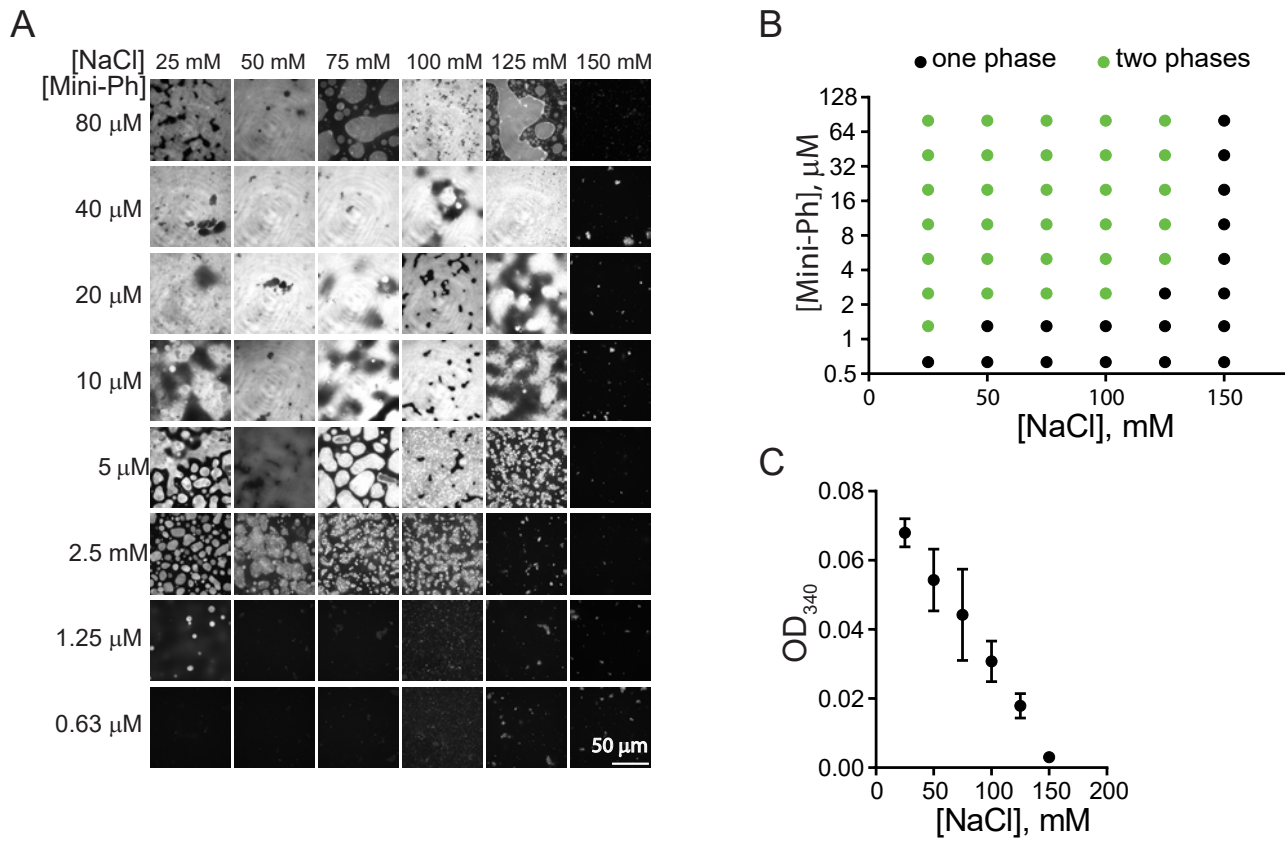 A
[NaCl]
25 mM 50 mM 75 mM 100 mM 125 mM 150 mM
[Mini-Ph]
80 μM
40 μM
20 μM
10 μM
5 μM
2.5 mM
1.25 μM
0.63 μM
50 μm
B
one phase two phases
[Mini-Ph], μM
128
64
32
16
8
4
2
1
0.5
0 50 100 150
[NaCl], mM
C
OD340
0.08
0.06
0.04
0.02
0.00
0 50 100 150 200
[NaCl], mM